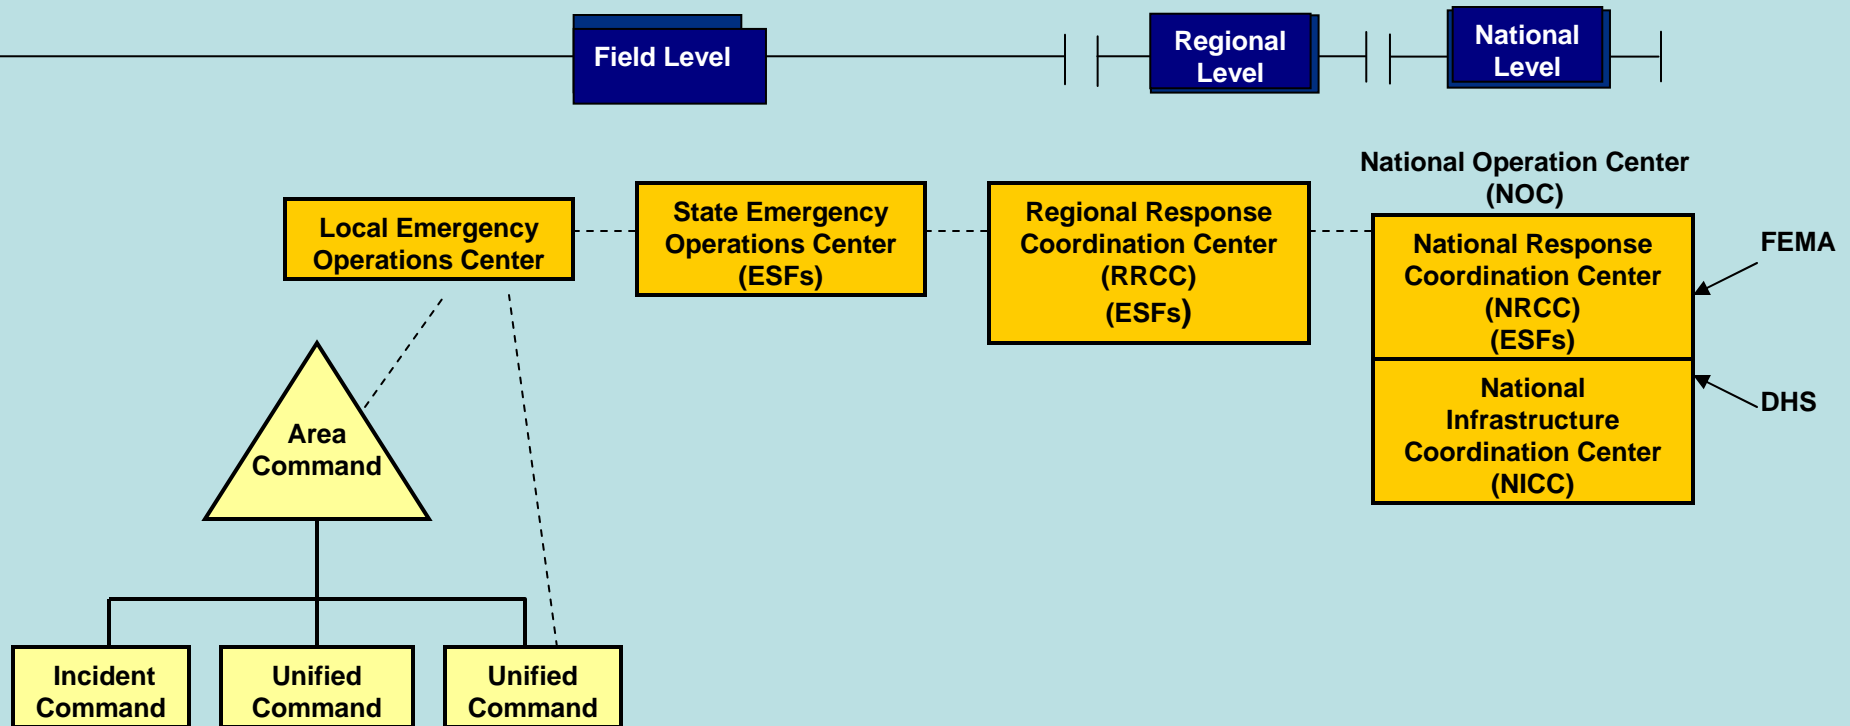 Field Level
Regional
Level
National
Level
National Operation Center
(NOC)
Local Emergency
Operations Center
State Emergency
Operations Center
(ESFs)
Regional Response
Coordination Center
(RRCC)
(ESFs)
National Response
Coordination Center
(NRCC)
(ESFs)
FEMA
National
Infrastructure
Coordination Center
(NICC)
DHS
Area
Command
Incident
Command
Unified
Command
Unified
Command